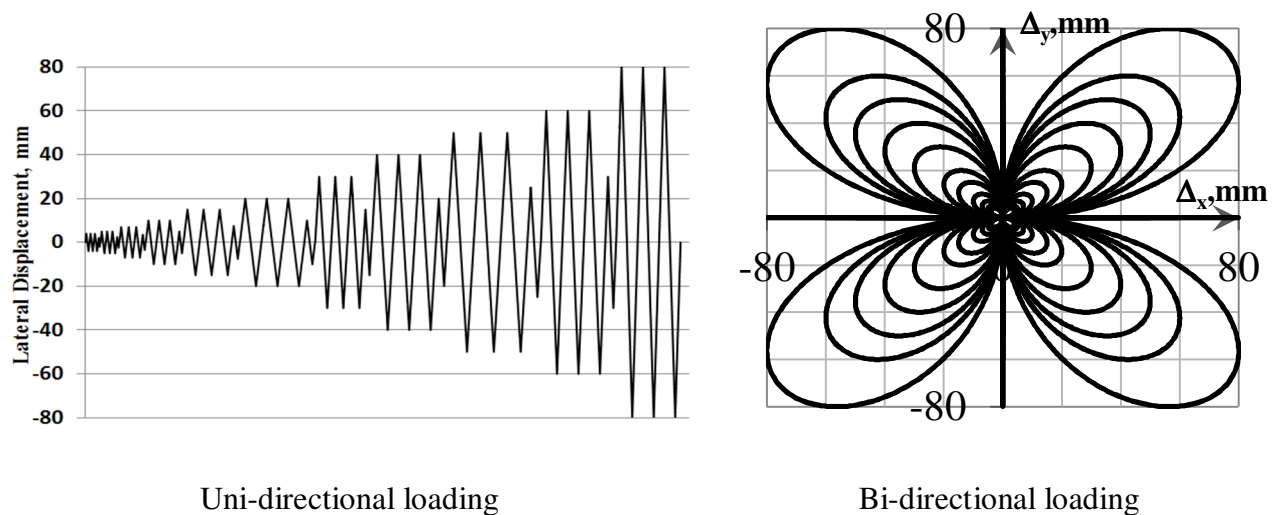 Lateral Displacement, mm
80
60
40
20
0
-20
-40
-60
-80
80
Δy,mm
Δx,mm
-80
80
-80
Uni-directional loading
Bi-directional loading